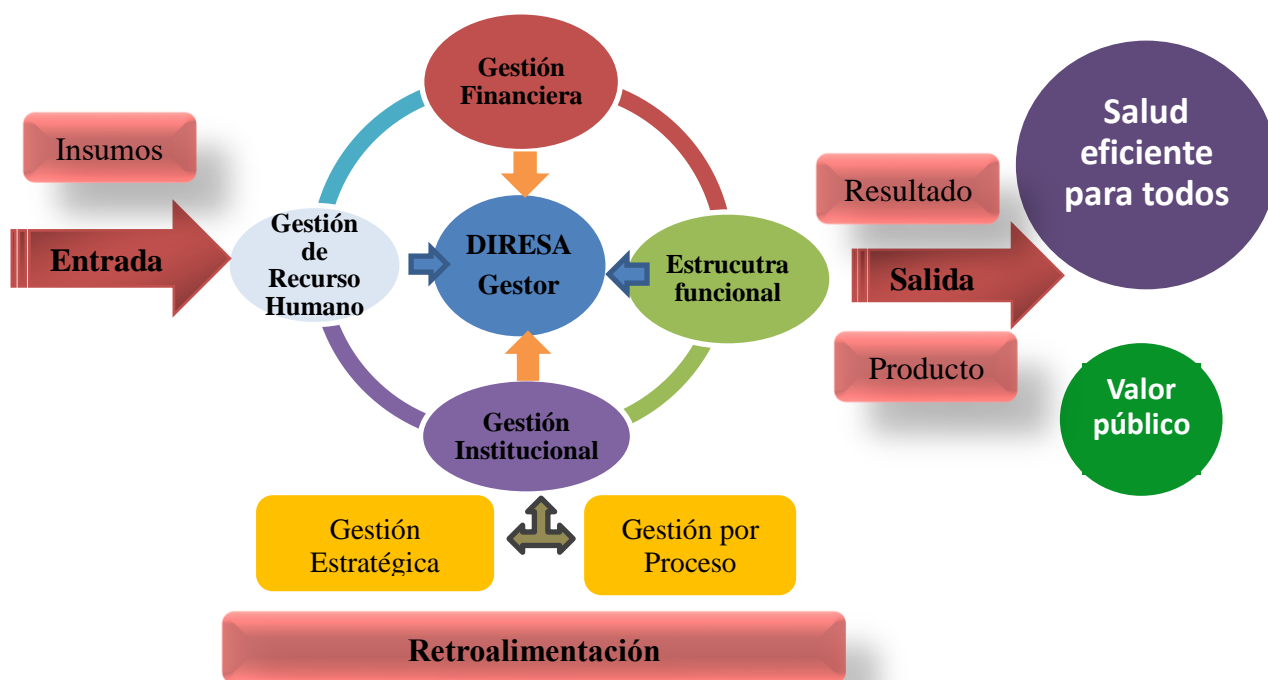 Insumos
Entrada
Gestión
Financiera
Gestión
de
Recurso
Humano
DIRESA
Gestor
Estrucutra
funcional
Gestión
Institucional
Gestión
Estratégica
Gestión por
Proceso
Retroalimentación
Resultado
Salida
Producto
Salud
eficiente
para todos
Valor
público